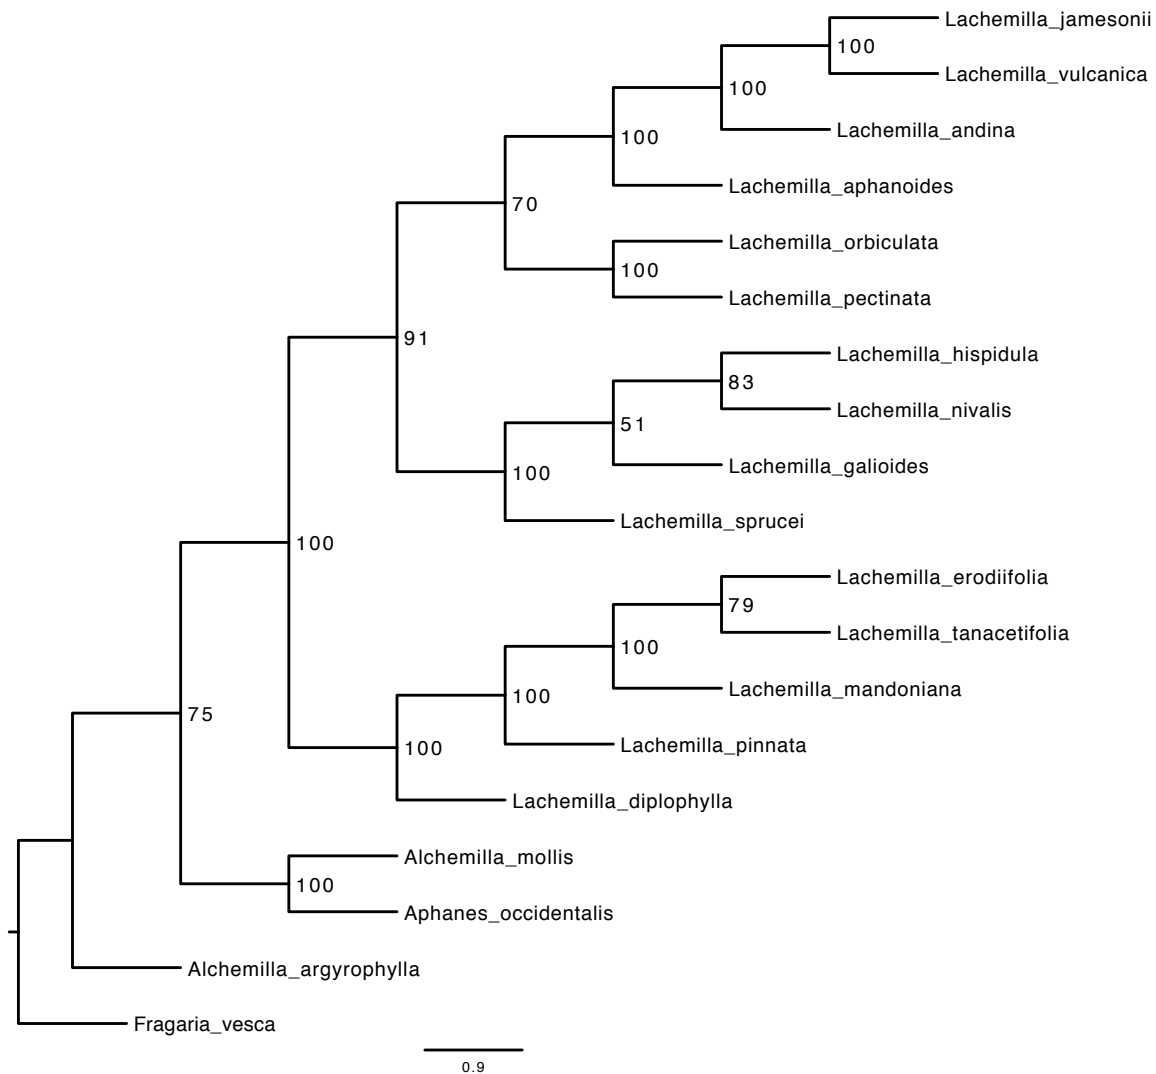 Lachemilla_jamesonii
100
Lachemilla_vulcanica
100
Lachemilla_andina
100
Lachemilla_aphanoides
70
Lachemilla_orbiculata
100
Lachemilla_pectinata
91
Lachemilla_hispidula
83
Lachemilla_nivalis
51
Lachemilla_galioides
100
Lachemilla_sprucei
100
Lachemilla_erodiifolia
79
Lachemilla_tanacetifolia
100
Lachemilla_mandoniana
100
75
Lachemilla_pinnata
100
Lachemilla_diplophylla
Alchemilla_mollis
100
Aphanes_occidentalis
Alchemilla_argyrophylla
Fragaria_vesca
0.9